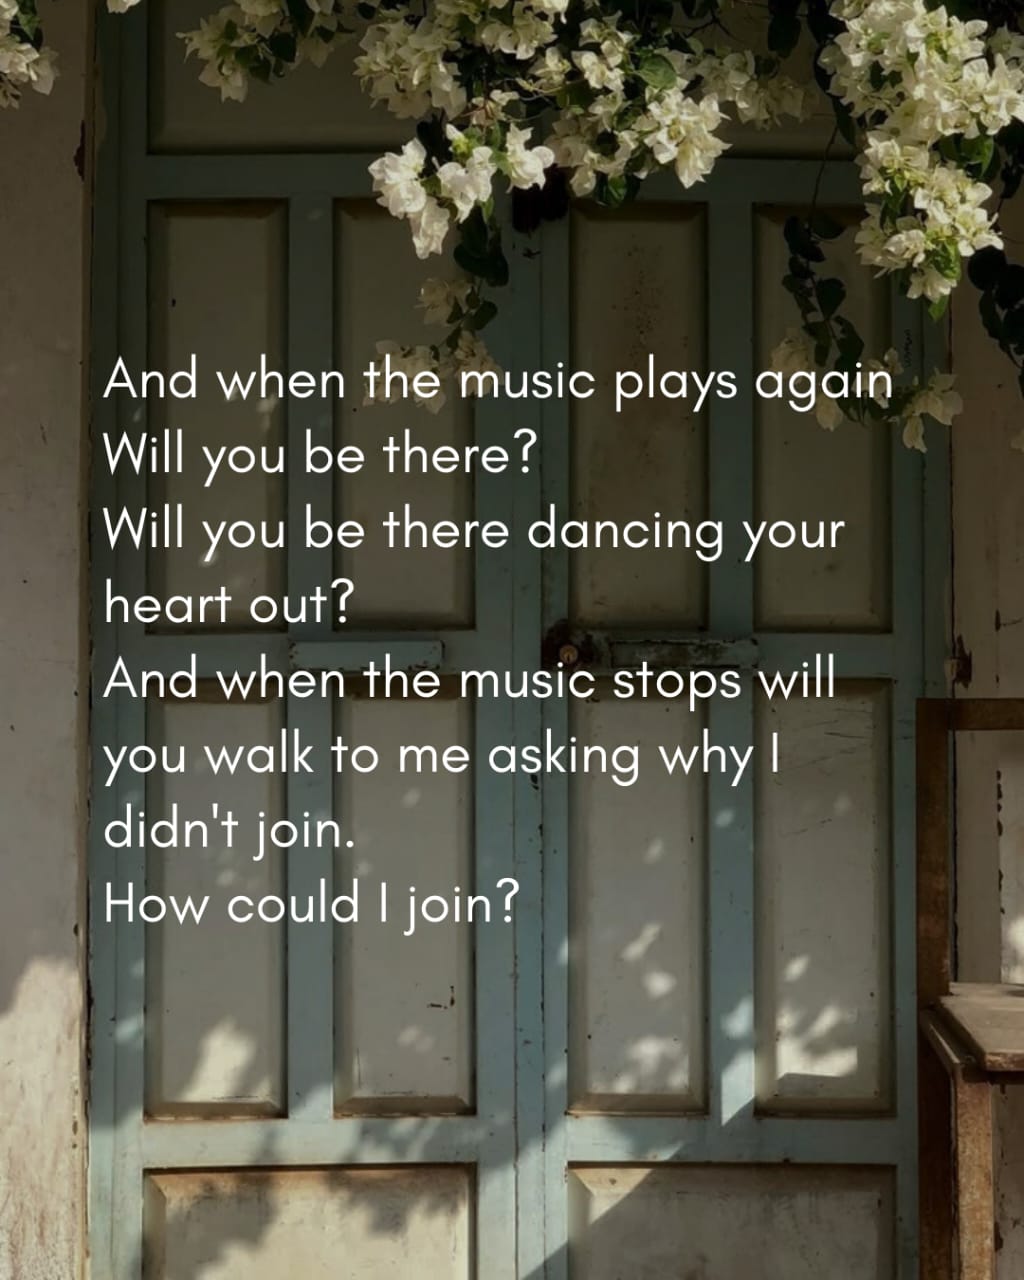 And when the music plays again
Will you be there?
Will you be there dancing your
heart out?
And when the music stops will
you walk to me asking why I
didn't join.
How could I join?